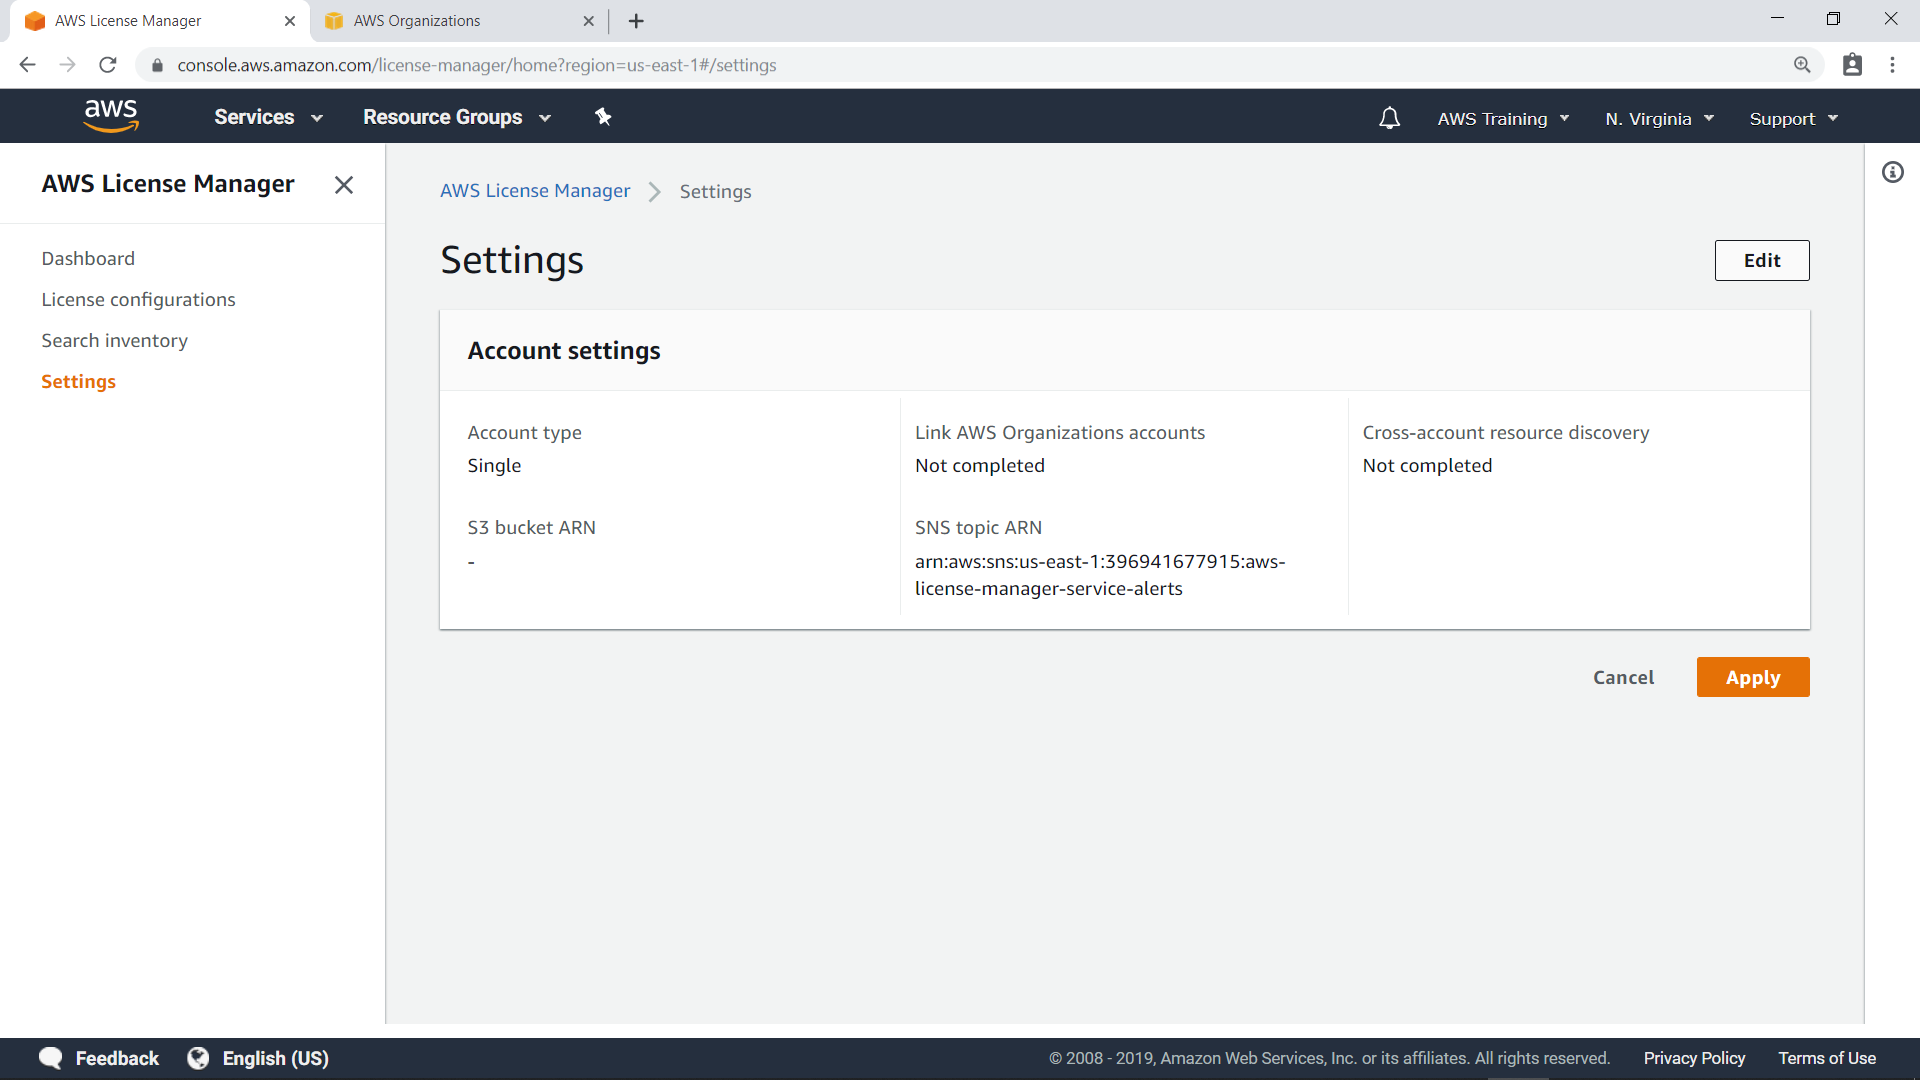 AWS License Manager
AWS Organizations
console.aws.amazon.com/license-manager/home?region=us-east-1#/settings
aws
Services
Resource Groups
AWS Training
N. Virginia
Support
AWS License Manager
Dashboard
License configurations
Search inventory
Settings
AWS License Manager
Settings
Settings
Edit
Account settings
Account type
Single
Link AWS Organizations accounts
Not completed
Cross-account resource discovery
Not completed
S3 bucket ARN
-
SNS topic ARN
arn:aws:sns:us-east-1:396941677915:aws-
license-manager-service-alerts
Cancel
Apply
Feedback
English (US)
© 2008 - 2019, Amazon Web Services, Inc. or its affiliates. All rights reserved.
Privacy Policy
Terms of Use